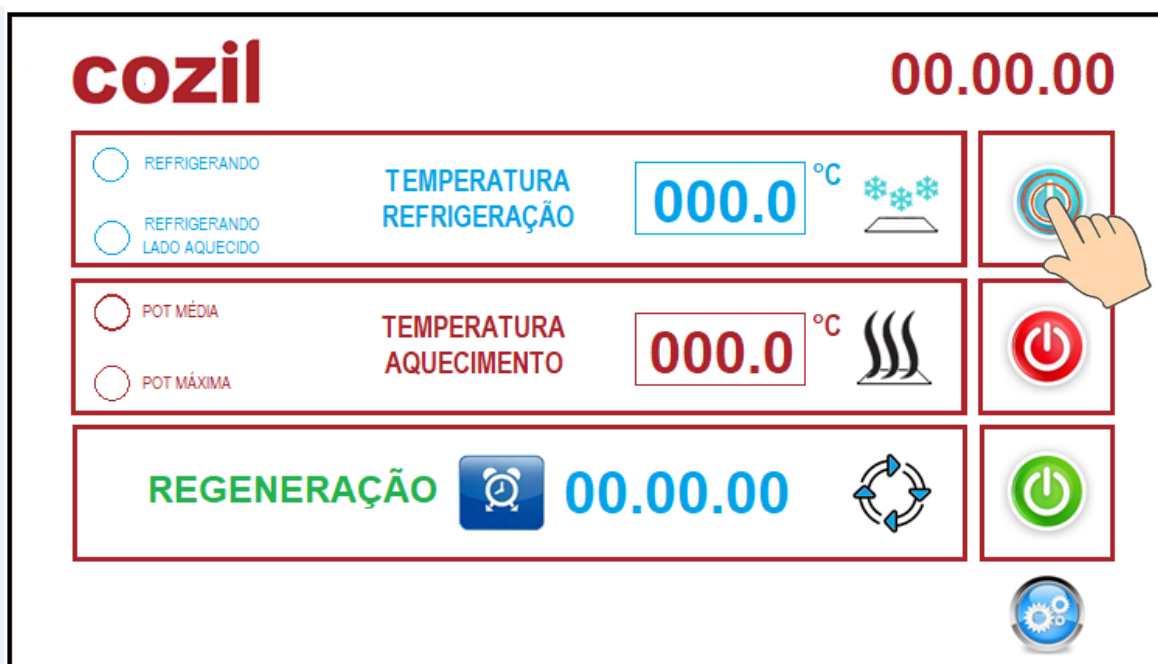 cozil
00.00.00
REFRIGERANDO
REFRIGERANDO
LADO AQUECIDO
TEMPERATURA
REFRIGERAÇÃO
000.0 °C
POT MÉDIA
POT MÁXIMA
TEMPERATURA
AQUECIMENTO
000.0 °C
REGENERAÇÃO 00.00.00